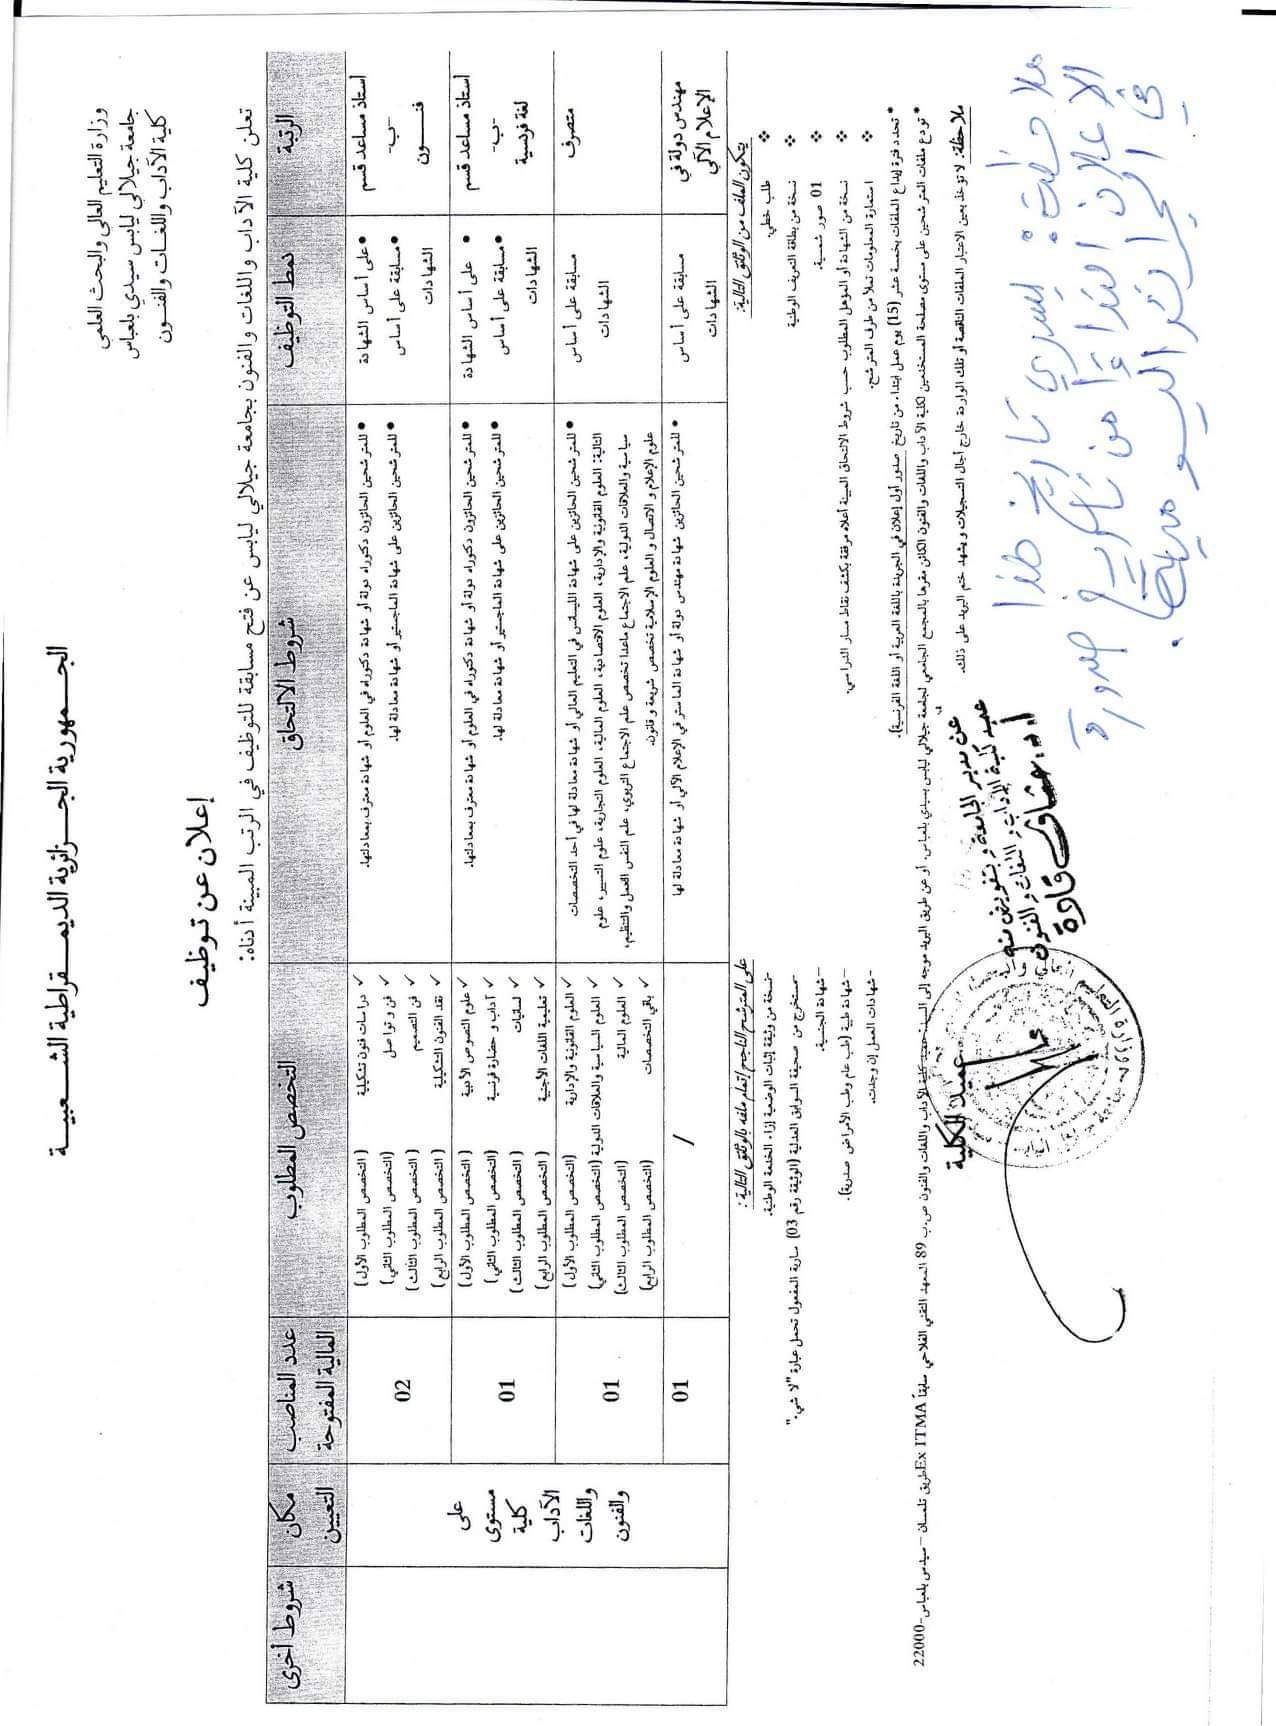 الجمهورية الجزائرية الديمقراطية الشعبية
وزارة التعليم العالي والبحث العلمي
جامعة جيلالي ليابس سيدي بلعباس
كلية الآداب واللغات والفنون
إعلان عن توظيف
تعلن كلية الآداب واللغات والفنون بجامعة جيلالي ليابس عن فتح مسابقة للتوظيف في الرتب المبينة أدناه:
الرتبة
نمط التوظيف
شروط الالتحاق
التخصص المطلوب
عدد المناصب
المالية المفتوحة
مكان
التعيين
شروط أخرى
أستاذ مساعد قسم
-ب-
فنون
• على أساس الشهادة
• مسابقة على أساس
الشهادات
• للمترشحين الحائزون دكتوراه دولة أو شهادة دكتوراه في العلوم أو شهادة معترف بمعادلتها.
• للمترشحين الحائزين على شهادة الماجستير أو شهادة معادلة لها.
✓ دراسات فنون تشكيلية ( التخصص المطلوب الأول )
✓ فن و تواصل (التخصص المطلوب الثاني )
✓ فن التصميم ( التخصص المطلوب الثالث )
✓ نقد الفنون التشكيلية ( التخصص المطلوب الرابع )
02
أستاذ مساعد قسم
-ب-
لغة فرنسية
• على أساس الشهادة
• مسابقة على أساس
الشهادات
• للمترشحين الحائزون دكتوراه دولة أو شهادة دكتوراه في العلوم أو شهادة معترف بمعادلتها.
• للمترشحين الحائزين على شهادة الماجستير أو شهادة معادلة لها.
✓ علوم النصوص الأدبية ( التخصص المطلوب الأول )
✓ آداب و حضارة فرنسية (التخصص المطلوب الثاني )
✓ لسانيات ( التخصص المطلوب الثالث )
✓ تعليمية اللغات الأجنبية ( التخصص المطلوب الرابع )
01
متصرف
مسابقة على أساس
الشهادات
• للمترشحين الحائزين على شهادة الليسانس في التعليم العالي أو شهادة معادلة لها في أحد التخصصات
التالية: العلوم القانونية والإدارية، العلوم الاقتصادية، العلوم المالية، العلوم التجارية، علوم التسيير، علوم
سياسية والعلاقات الدولية، علم الاجتماع ماعدا تخصص علم الاجتماع التربوي، علم النفس العمل والتنظيم،
علوم الإعلام و الاتصال و العلوم الإسلامية تخصص شريعة و قانون.
✓ العلوم القانونية والإدارية (التخصص المطلوب الأول )
✓ العلوم السياسية والعلاقات الدولية (التخصص المطلوب الثاني)
✓ العلوم المالية (التخصص المطلوب الثالث)
✓ باقي التخصصات (التخصص المطلوب الرابع)
01
مهندس دولة في
الإعلام الآلي
مسابقة على أساس
الشهادات
• للمترشحين الحائزين شهادة مهندس دولة أو شهادة الماستر في الإعلام الآلي أو شهادة معادلة لها
/
01
على
مستوى
كلية
الآداب
واللغات
والفنون
يتكون الملف من الوثائق التالية:
❖ طلب خطي.
❖ نسخة من بطاقة التعريف الوطنية
❖ 01 صور شمسية.
❖ نسخة من الشهادة أو المؤهل المطلوب حسب شروط الالتحاق المبينة أعلاه مرفقة بكشف نقاط مسار الدراسي.
❖ استمارة المعلومات تملأ من طرف المترشح.
على المترشح الناجح إتمام ملفه بالوثائق التالية :
-نسخة من وثيقة إثبات الوضعية إزاء الخدمة الوطنية.
-مستخرج من صحيفة السوابق العدلية (الوثيقة رقم 03) سارية المفعول تحمل عبارة "لا شيء"
-شهادة الجنسية.
-شهادة طبية (طب عام وطب الأمراض صدرية).
-شهادات العمل إن وجدت.
* تحدد فترة إيداع الملفات بخمسة عشر (15) يوم عمل ابتداء من تاريخ صدور أول إعلان في الجريدة باللغة العربية أو اللغة الفرنسية).
* تودع ملفات المترشحين على مستوى مصلحة المستخدمين لكلية الآداب واللغات والفنون الكائن مقرها بالمجمع الجامعي لجامعة جيلالي ليابس بسيدي بلعباس. أو عن طريق البريد موجه إلى السيد: عميد كلية الآداب واللغات والفنون ص.ب 89 المعهد التقني الفلاحي سابقاً Ex ITMA طريق تلمسان -سيدس بلعباس-22000
ملاحظة: لا تؤخذ بعين الاعتبار الملفات الناقصة أو تلك الواردة خارج أجال التسجيلات و يشهد ختم البريد على ذلك.
عميد الكلية
عن مدير الجامعة و بتفويض منه
عميد كلية الآداب و اللغات و الفنون
أ.د. عشاق قادة
ملاحظة: يسري تاريخ هذا
الإعلان ابتداءً من تاريخ صدوره
في الجرائد اليومية.